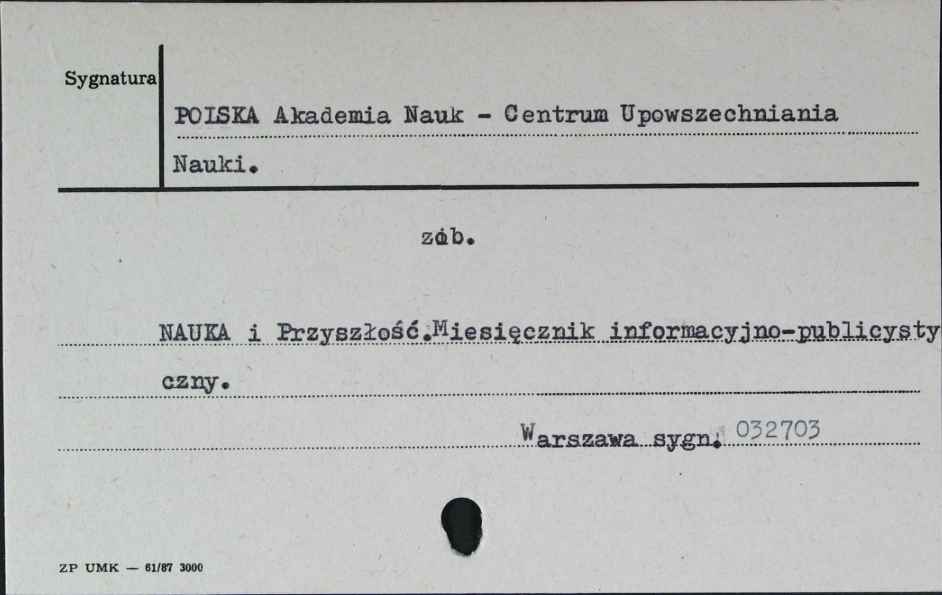 Sygnatura
POLSKA Akademia Nauk - Centrum Upowszechniania
Nauki.
zob.
NAUKA i Przyszłość.Miesięcznik informacyjno-publicysty
czny.
Warszawa sygn. 032703
ZP UMK — 61/87 3000